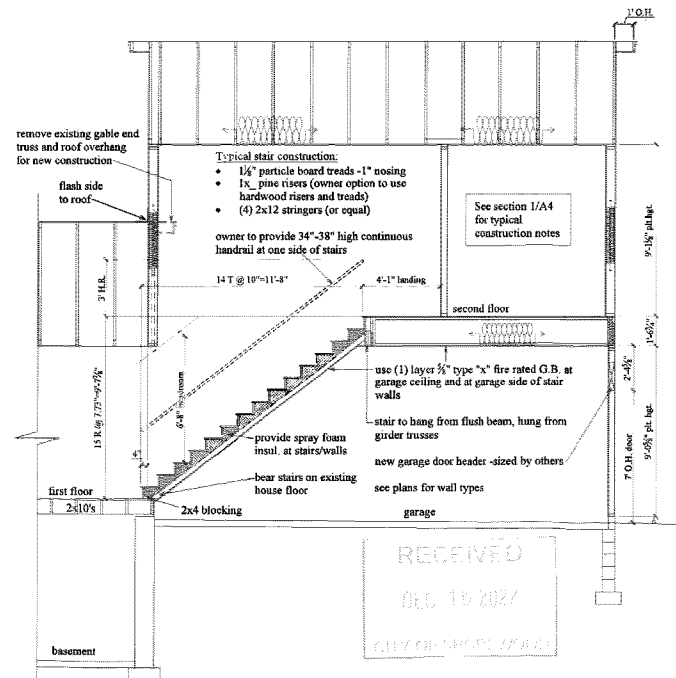 1' O.H.
remove existing gable end
truss and roof overhang
for new construction
flash side
to roof
Typical stair construction:
• 1⅛" particle board treads -1" nosing
• 1x_ pine risers (owner option to use
hardwood risers and treads)
• (4) 2x12 stringers (or equal)
owner to provide 34"-38" high continuous
handrail at one side of stairs
See section 1/A4
for typical
construction notes
9'-1⅛" plt.hgt.
14 T @ 10"=11'-8"
4'-1" landing
3' H.R.
second floor
1'-6¾"
15 R @ 7.73"=9'-7⅞"
6'-8" headroom
use (1) layer ⅝" type "x" fire rated G.B. at
garage ceiling and at garage side of stair
walls
2'-4⅝"
stair to hang from flush beam, hung from
girder trusses
provide spray foam
insul. at stairs/walls
new garage door header -sized by others
7' O.H. door
9'-0⅝" plt. hgt.
4"
bear stairs on existing
house floor
see plans for wall types
first floor
2x10's
2x4 blocking
garage
RECEIVED
DEC 16
CITY OF
basement